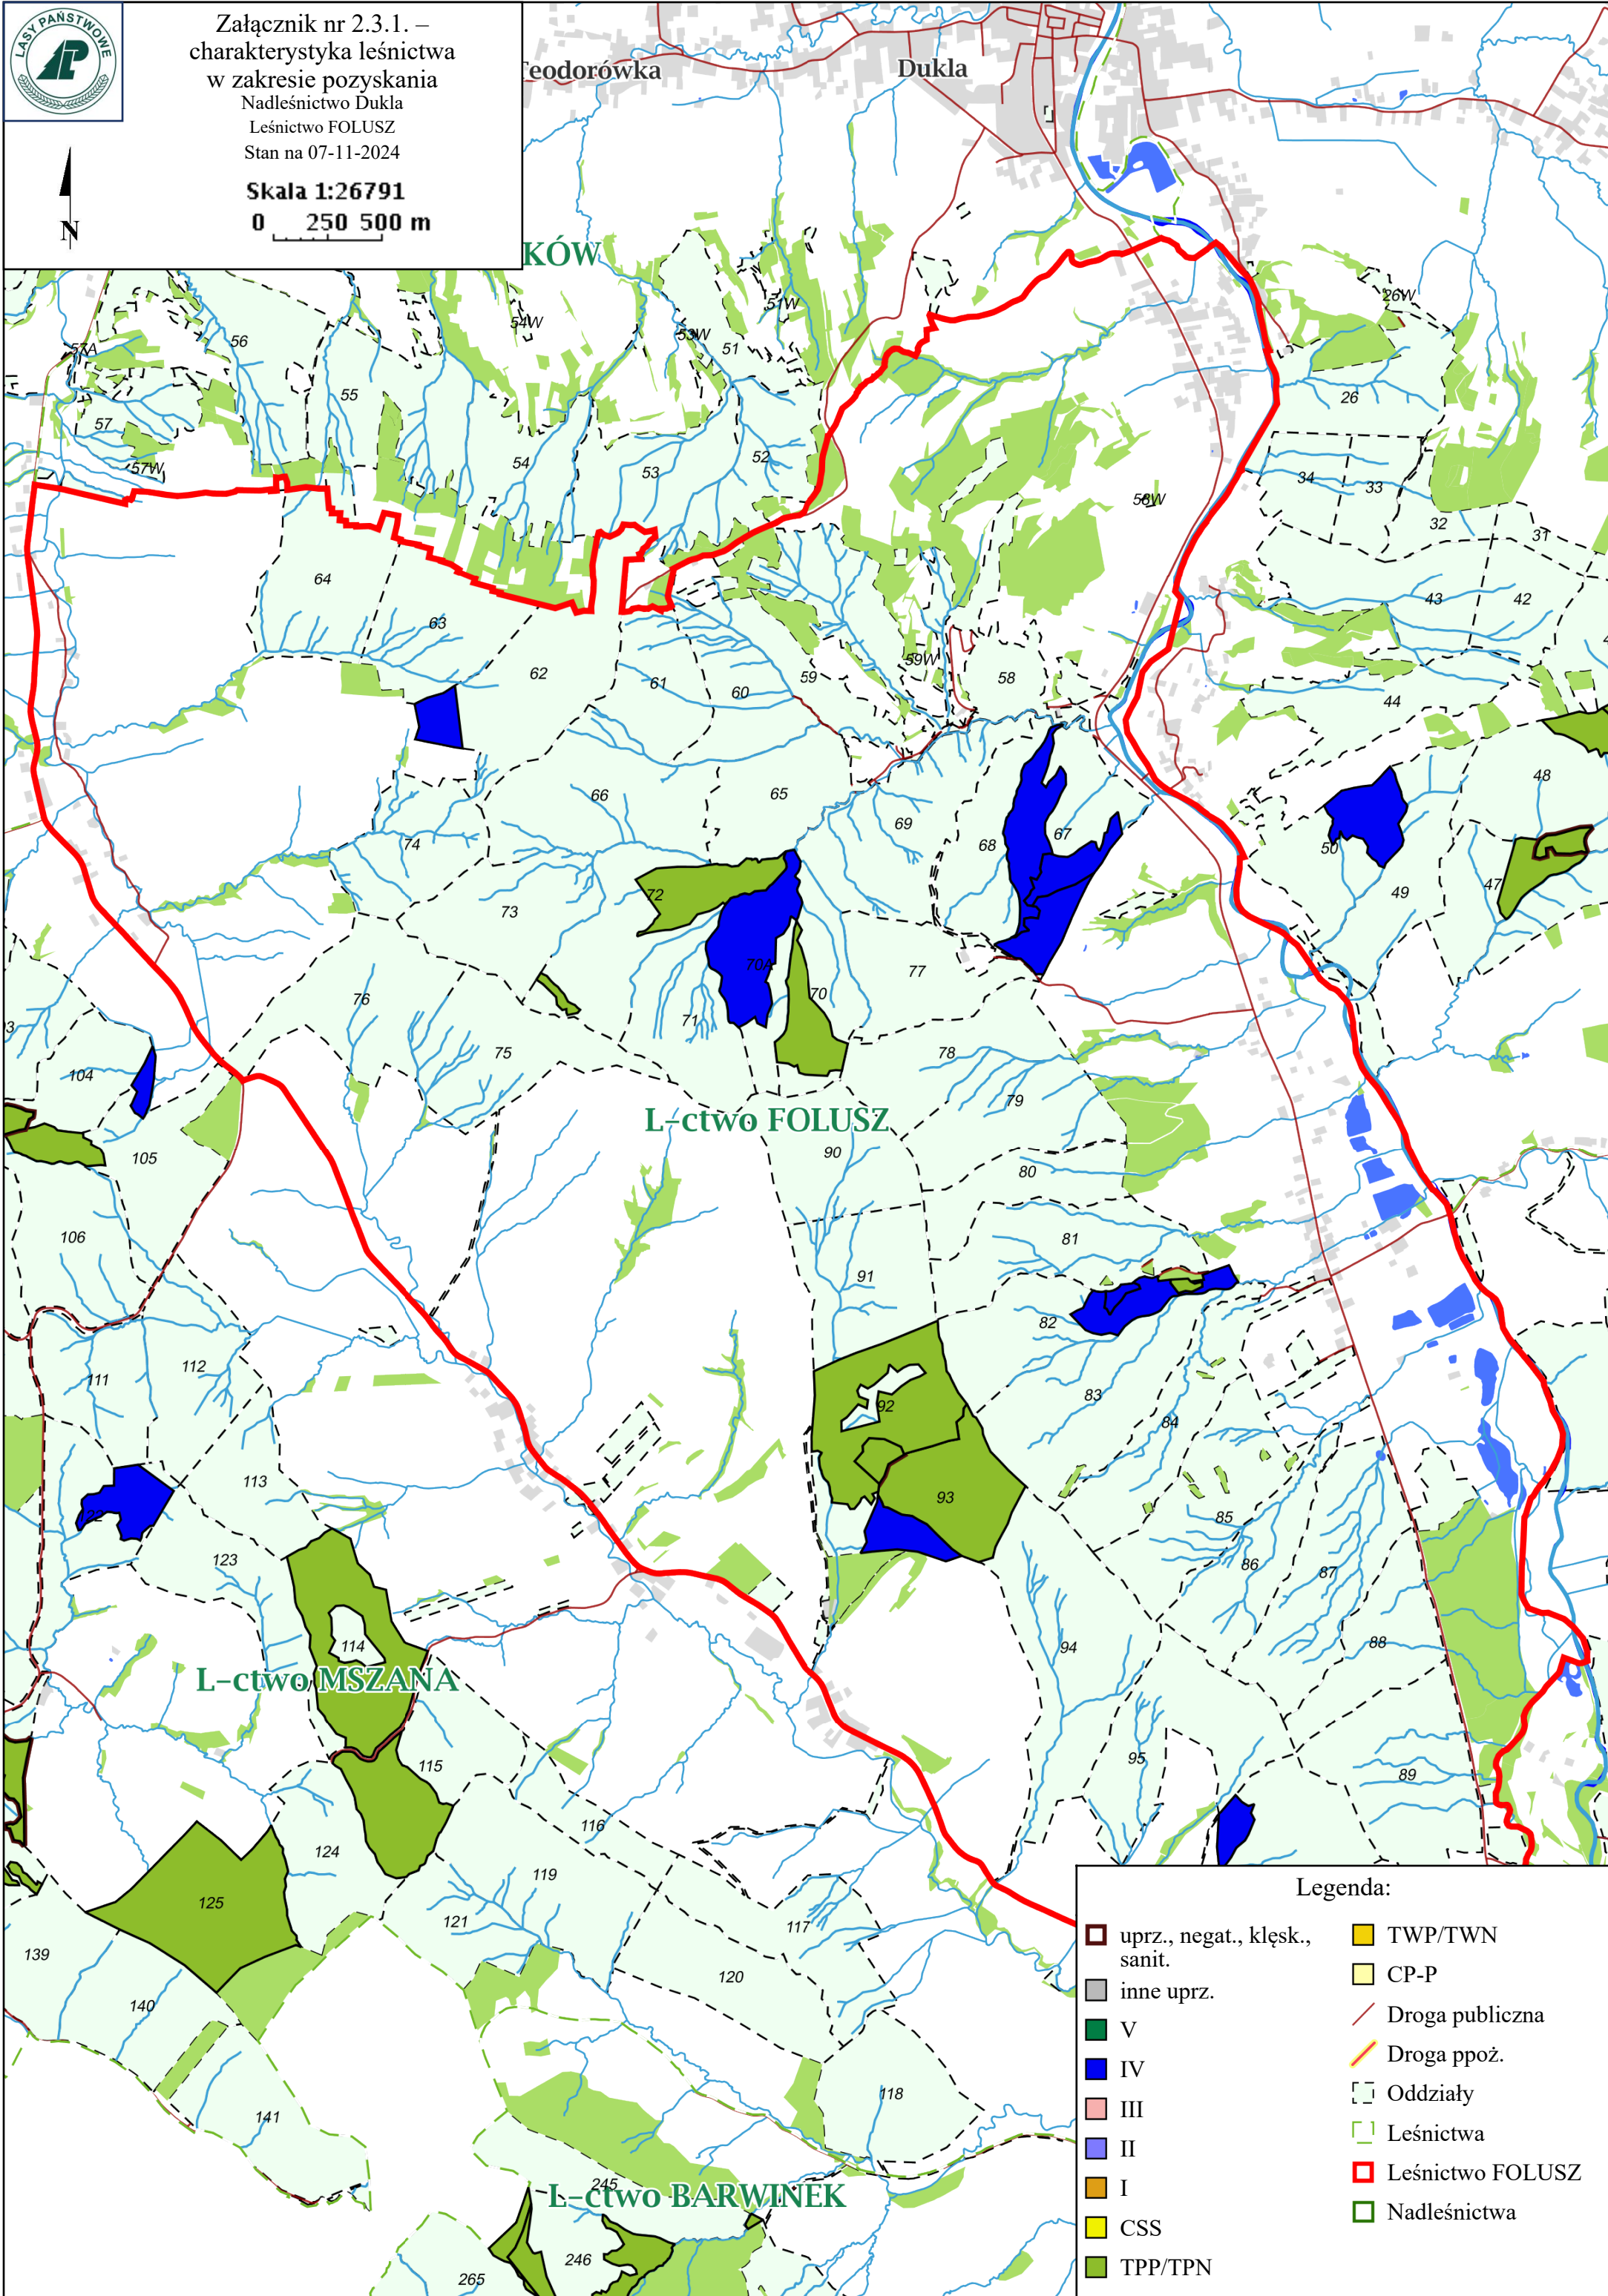 LASY PAŃSTWOWE
Załącznik nr 2.3.1. –
charakterystyka leśnictwa
w zakresie pozyskania
Nadleśnictwo Dukla
Leśnictwo FOLUSZ
Stan na 07-11-2024
Skala 1:26791
0 250 500 m
N
Teodorówka
Dukla
KÓW
54W
53W
51W
51
26W
57A
56
55
26
57
57W
54
53
52
34
33
58W
32
31
64
63
43
42
62
61
60
59
59W
58
44
66
65
69
68
67
48
74
50
49
47
73
72
70A
70
77
76
71
75
78
104
79
L-ctwo FOLUSZ
105
90
80
106
81
91
82
111
112
83
92
84
113
93
85
123
86
87
114
94
88
L-ctwo MSZANA
115
95
89
116
124
119
125
121
117
139
120
140
118
141
245
L-ctwo BARWINEK
246
265
Legenda:
uprz., negat., klęsk.,
sanit.
inne uprz.
V
IV
III
II
I
CSS
TPP/TPN
TWP/TWN
CP-P
Droga publiczna
Droga ppoż.
Oddziały
Leśnictwa
Leśnictwo FOLUSZ
Nadleśnictwa